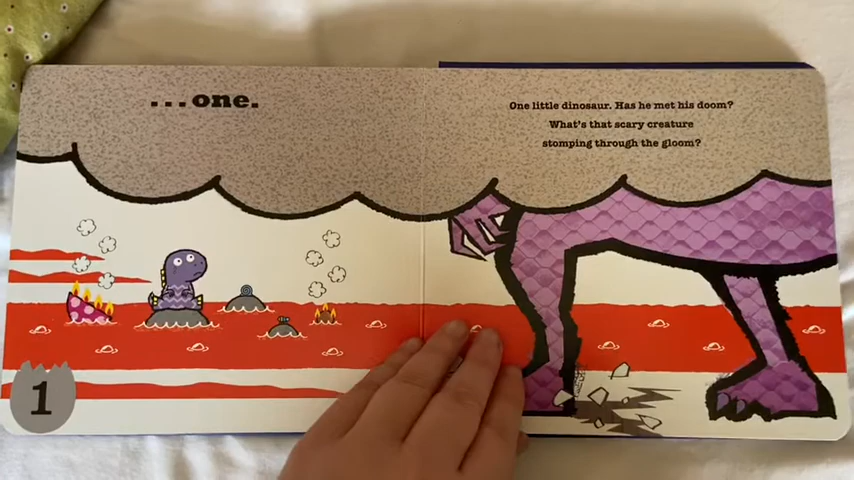 ...one.
One little dinosaur. Has he met his doom?
What's that scary creature
stomping through the gloom?
1